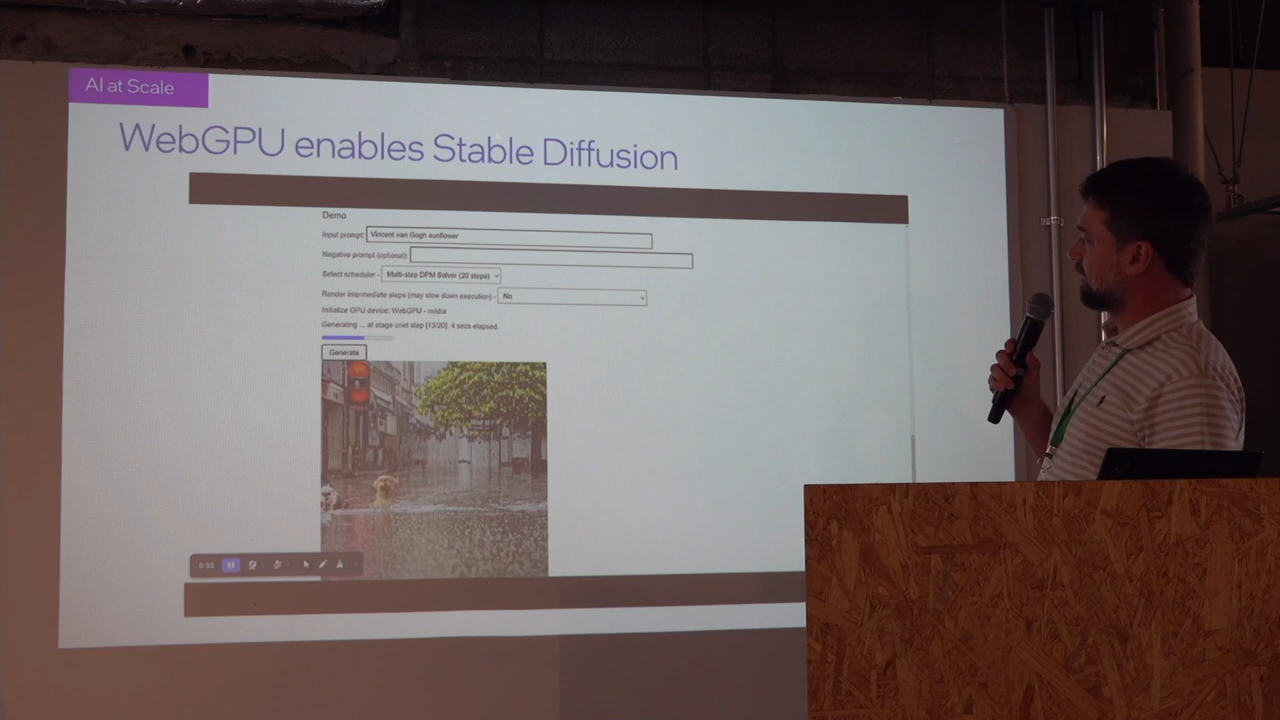 AI at Scale
WebGPU enables Stable Diffusion
Demo
Input prompt: Vincent van Gogh sunflower
Negative prompt (optional):
Select scheduler - Multi-step DPM Solver (20 steps)
Render intermediate steps (may slow down execution) - No
Initialize GPU device: WebGPU - nvidia
Generating ... at stage unet step [13/20], 4 secs elapsed.
Generate